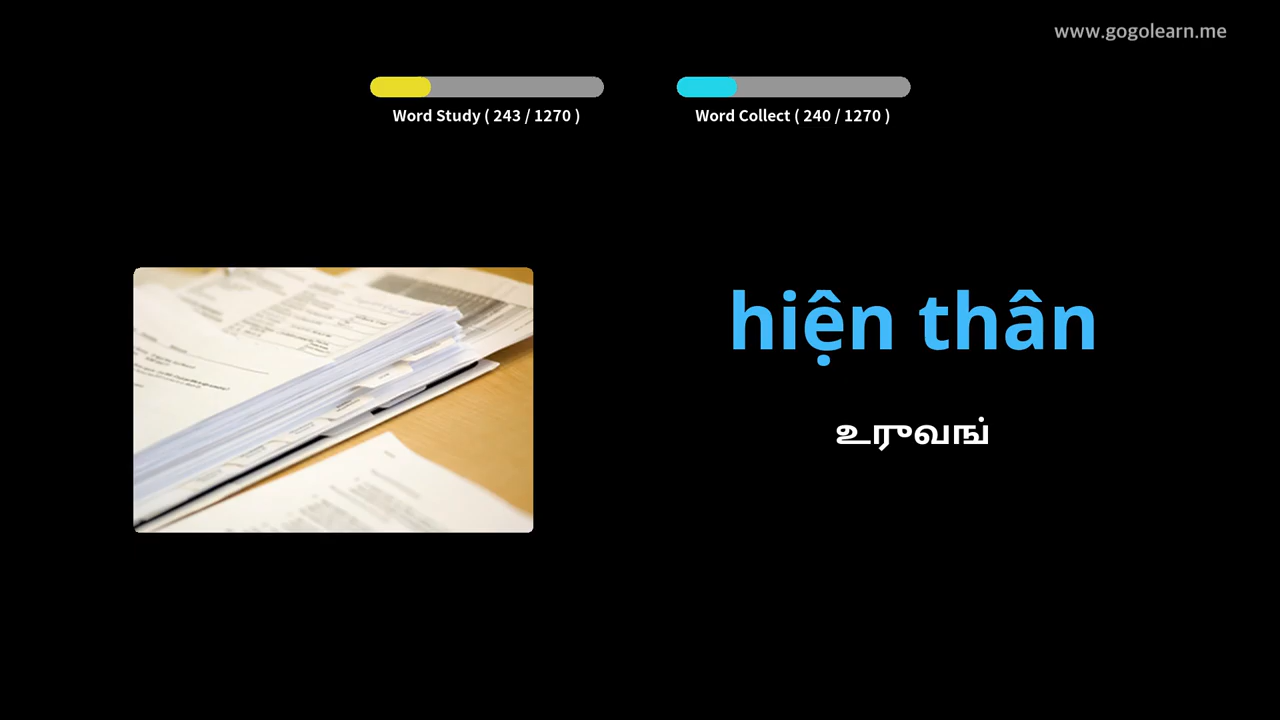 www.gogolearn.me
Word Study ( 243 / 1270 )
Word Collect ( 240 / 1270 )
hiện thân
உருவங்